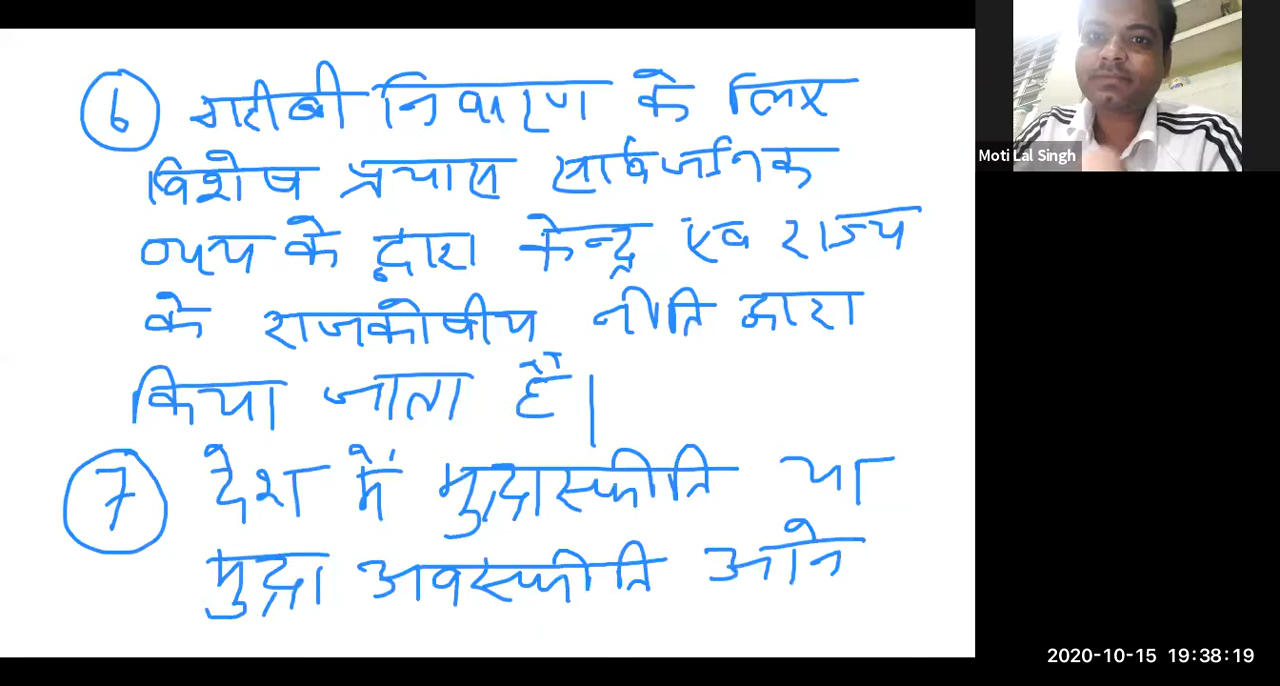 6 गरीबी निवारण के लिए
विशेष प्रयास सार्वजनिक
व्यय के द्वारा केन्द्र एवं राज्य
के राजकोषीय नीति द्वारा
किया जाता है।
7 देश में मुद्रास्फीति या
मुद्रा अवस्फीति आने
Moti Lal Singh
2020-10-15 19:38:19